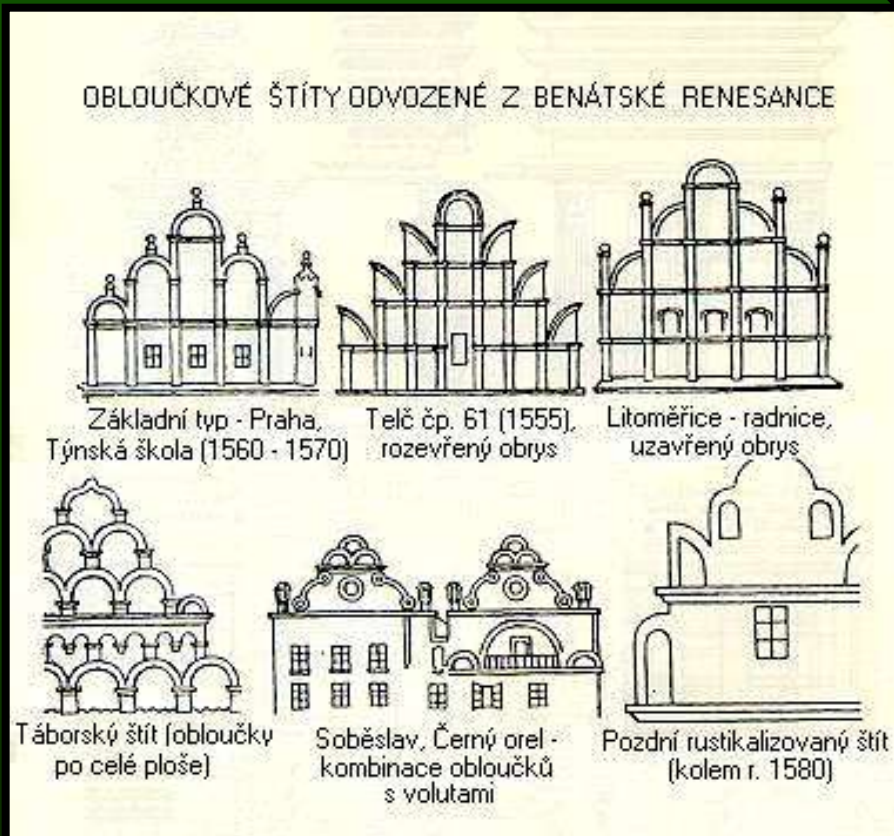 OBLOUČKOVÉ ŠTÍTY ODVOZENÉ Z BENÁTSKÉ RENESANCE
Základní typ - Praha,
Týnská škola (1560 - 1570)
Telč čp. 61 (1555),
rozevřený obrys
Litoměřice - radnice,
uzavřený obrys
Táborský štít (obloučky
po celé ploše)
Soběslav, Černý orel -
kombinace obloučků
s volutami
Pozdní rustikalizovaný štít
(kolem r. 1580)